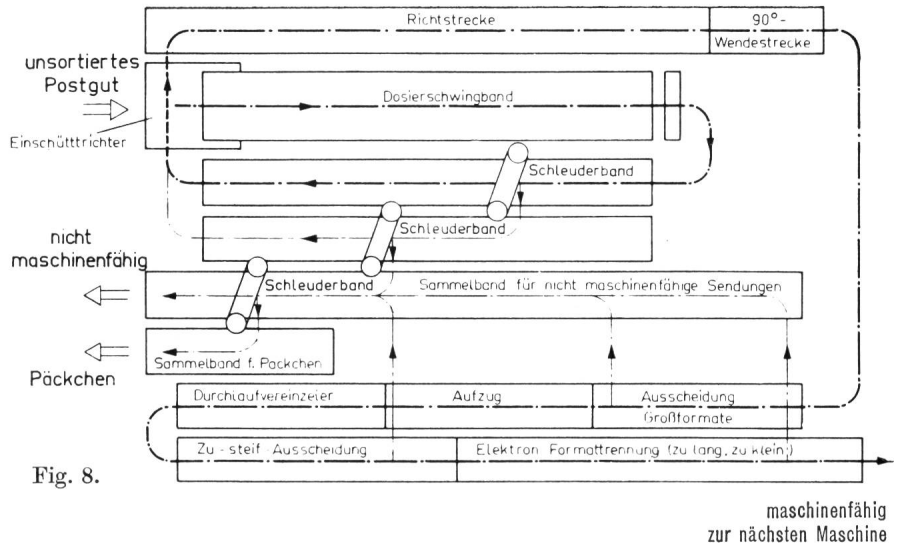 Richtstrecke
90°-
Wendestrecke
unsortiertes
Postgut
Einschütttrichter
Dosierschwingband
Schleuderband
Schleuderband
nicht
maschinenfähig
Schleuderband
Sammelband für nicht maschinenfähige Sendungen
Sammelband f. Päckchen
Päckchen
Durchlaufvereinzeler
Aufzug
Ausscheidung
Großformate
Zu-steif-Ausscheidung
Elektron Formattrennung (zu lang, zu klein)
Fig. 8.
maschinenfähig
zur nächsten Maschine